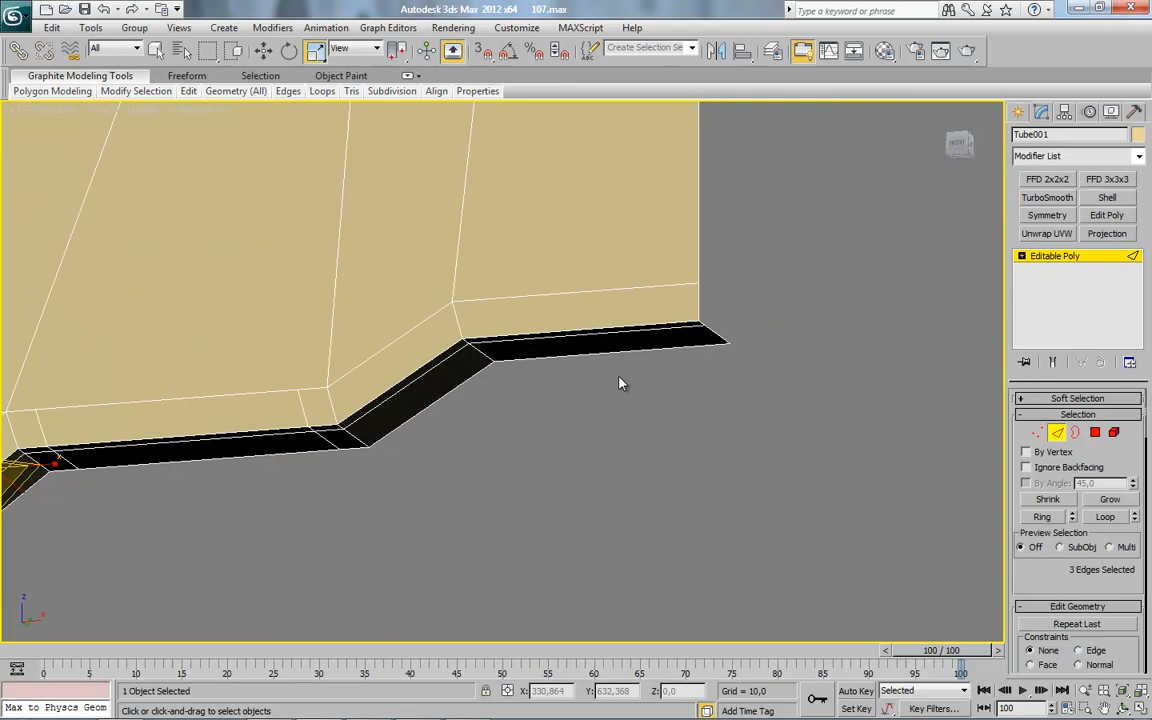 Autodesk 3ds Max 2012 x64    107.max
Type a keyword or phrase
Edit Tools Group Views Create Modifiers Animation Graph Editors Rendering Customize MAXScript Help
All View Create Selection Se
Graphite Modeling Tools Freeform Selection Object Paint
Polygon Modeling Modify Selection Edit Geometry (All) Edges Loops Tris Subdivision Align Properties
FRONT
Tube001
Modifier List
FFD 2x2x2 FFD 3x3x3
TurboSmooth Shell
Symmetry Edit Poly
Unwrap UVW Projection
Editable Poly
+ Soft Selection
- Selection
By Vertex
Ignore Backfacing
By Angle: 45,0
Shrink Grow
Ring Loop
Preview Selection
Off SubObj Multi
3 Edges Selected
- Edit Geometry
Repeat Last
Constraints
None Edge
Face Normal
z
x
100 / 100
0 5 10 15 20 25 30 35 40 45 50 55 60 65 70 75 80 85 90 95 100
1 Object Selected X: 330,864 Y: 632,368 Z: 0,0 Grid = 10,0 Auto Key Selected
Max to Physcs Geom Click or click-and-drag to select objects Add Time Tag Set Key Key Filters... 100